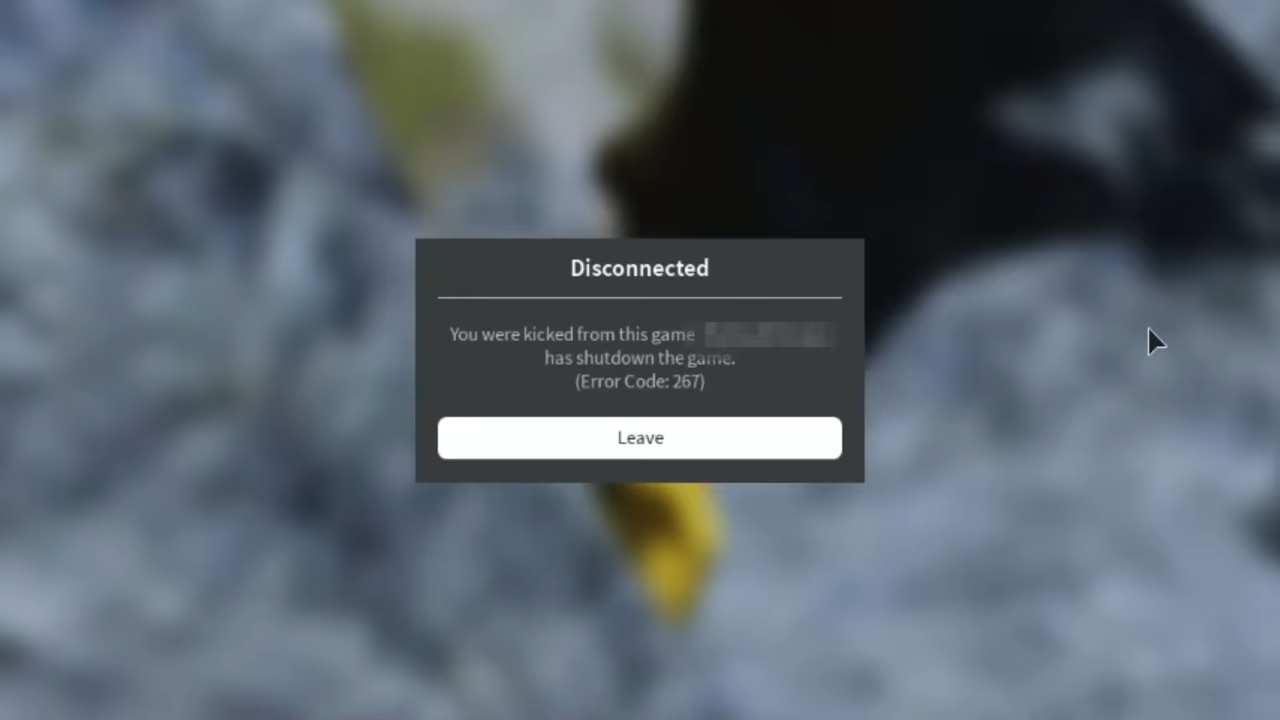 Disconnected
You were kicked from this game
has shutdown the game.
(Error Code: 267)
Leave